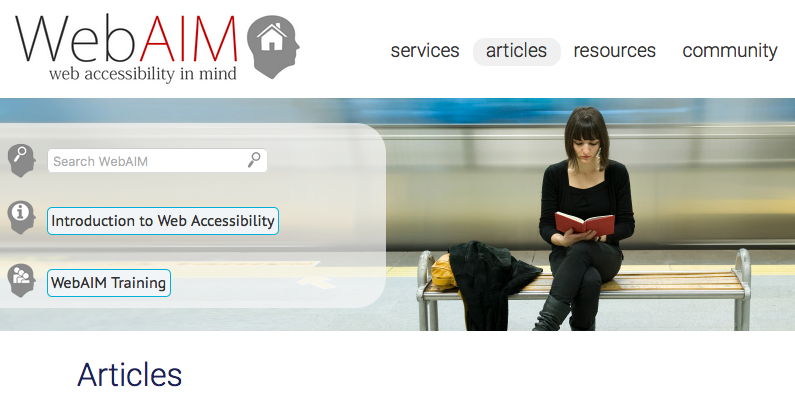 WebAIM
web accessibility in mind
services articles resources community
Search WebAIM
Introduction to Web Accessibility
WebAIM Training
Articles